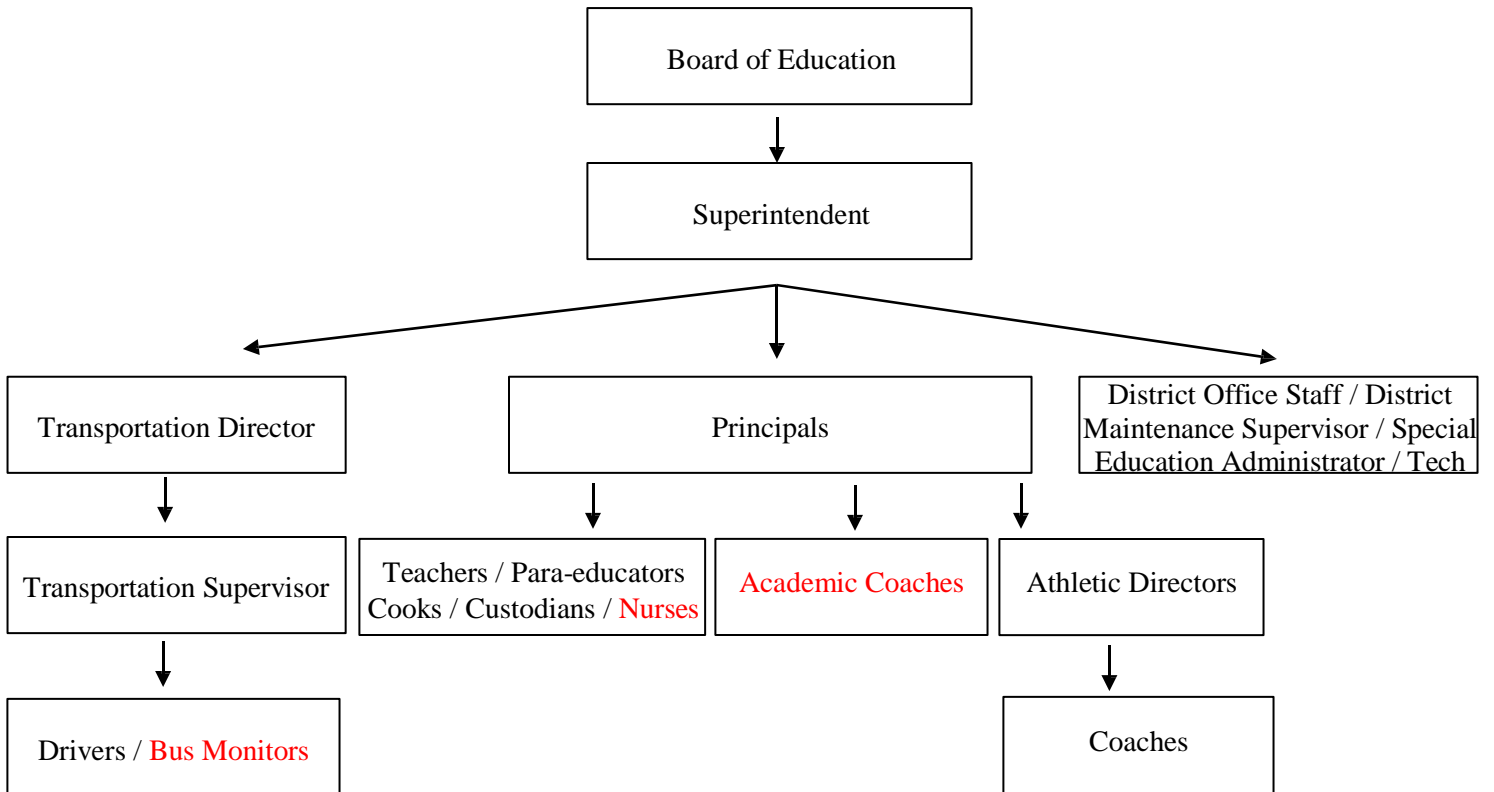 Board of Education
Superintendent
Transportation Director
Principals
District Office Staff / District
Maintenance Supervisor / Special
Education Administrator / Tech
Transportation Supervisor
Teachers / Para-educators
Cooks / Custodians / Nurses
Academic Coaches
Athletic Directors
Drivers / Bus Monitors
Coaches